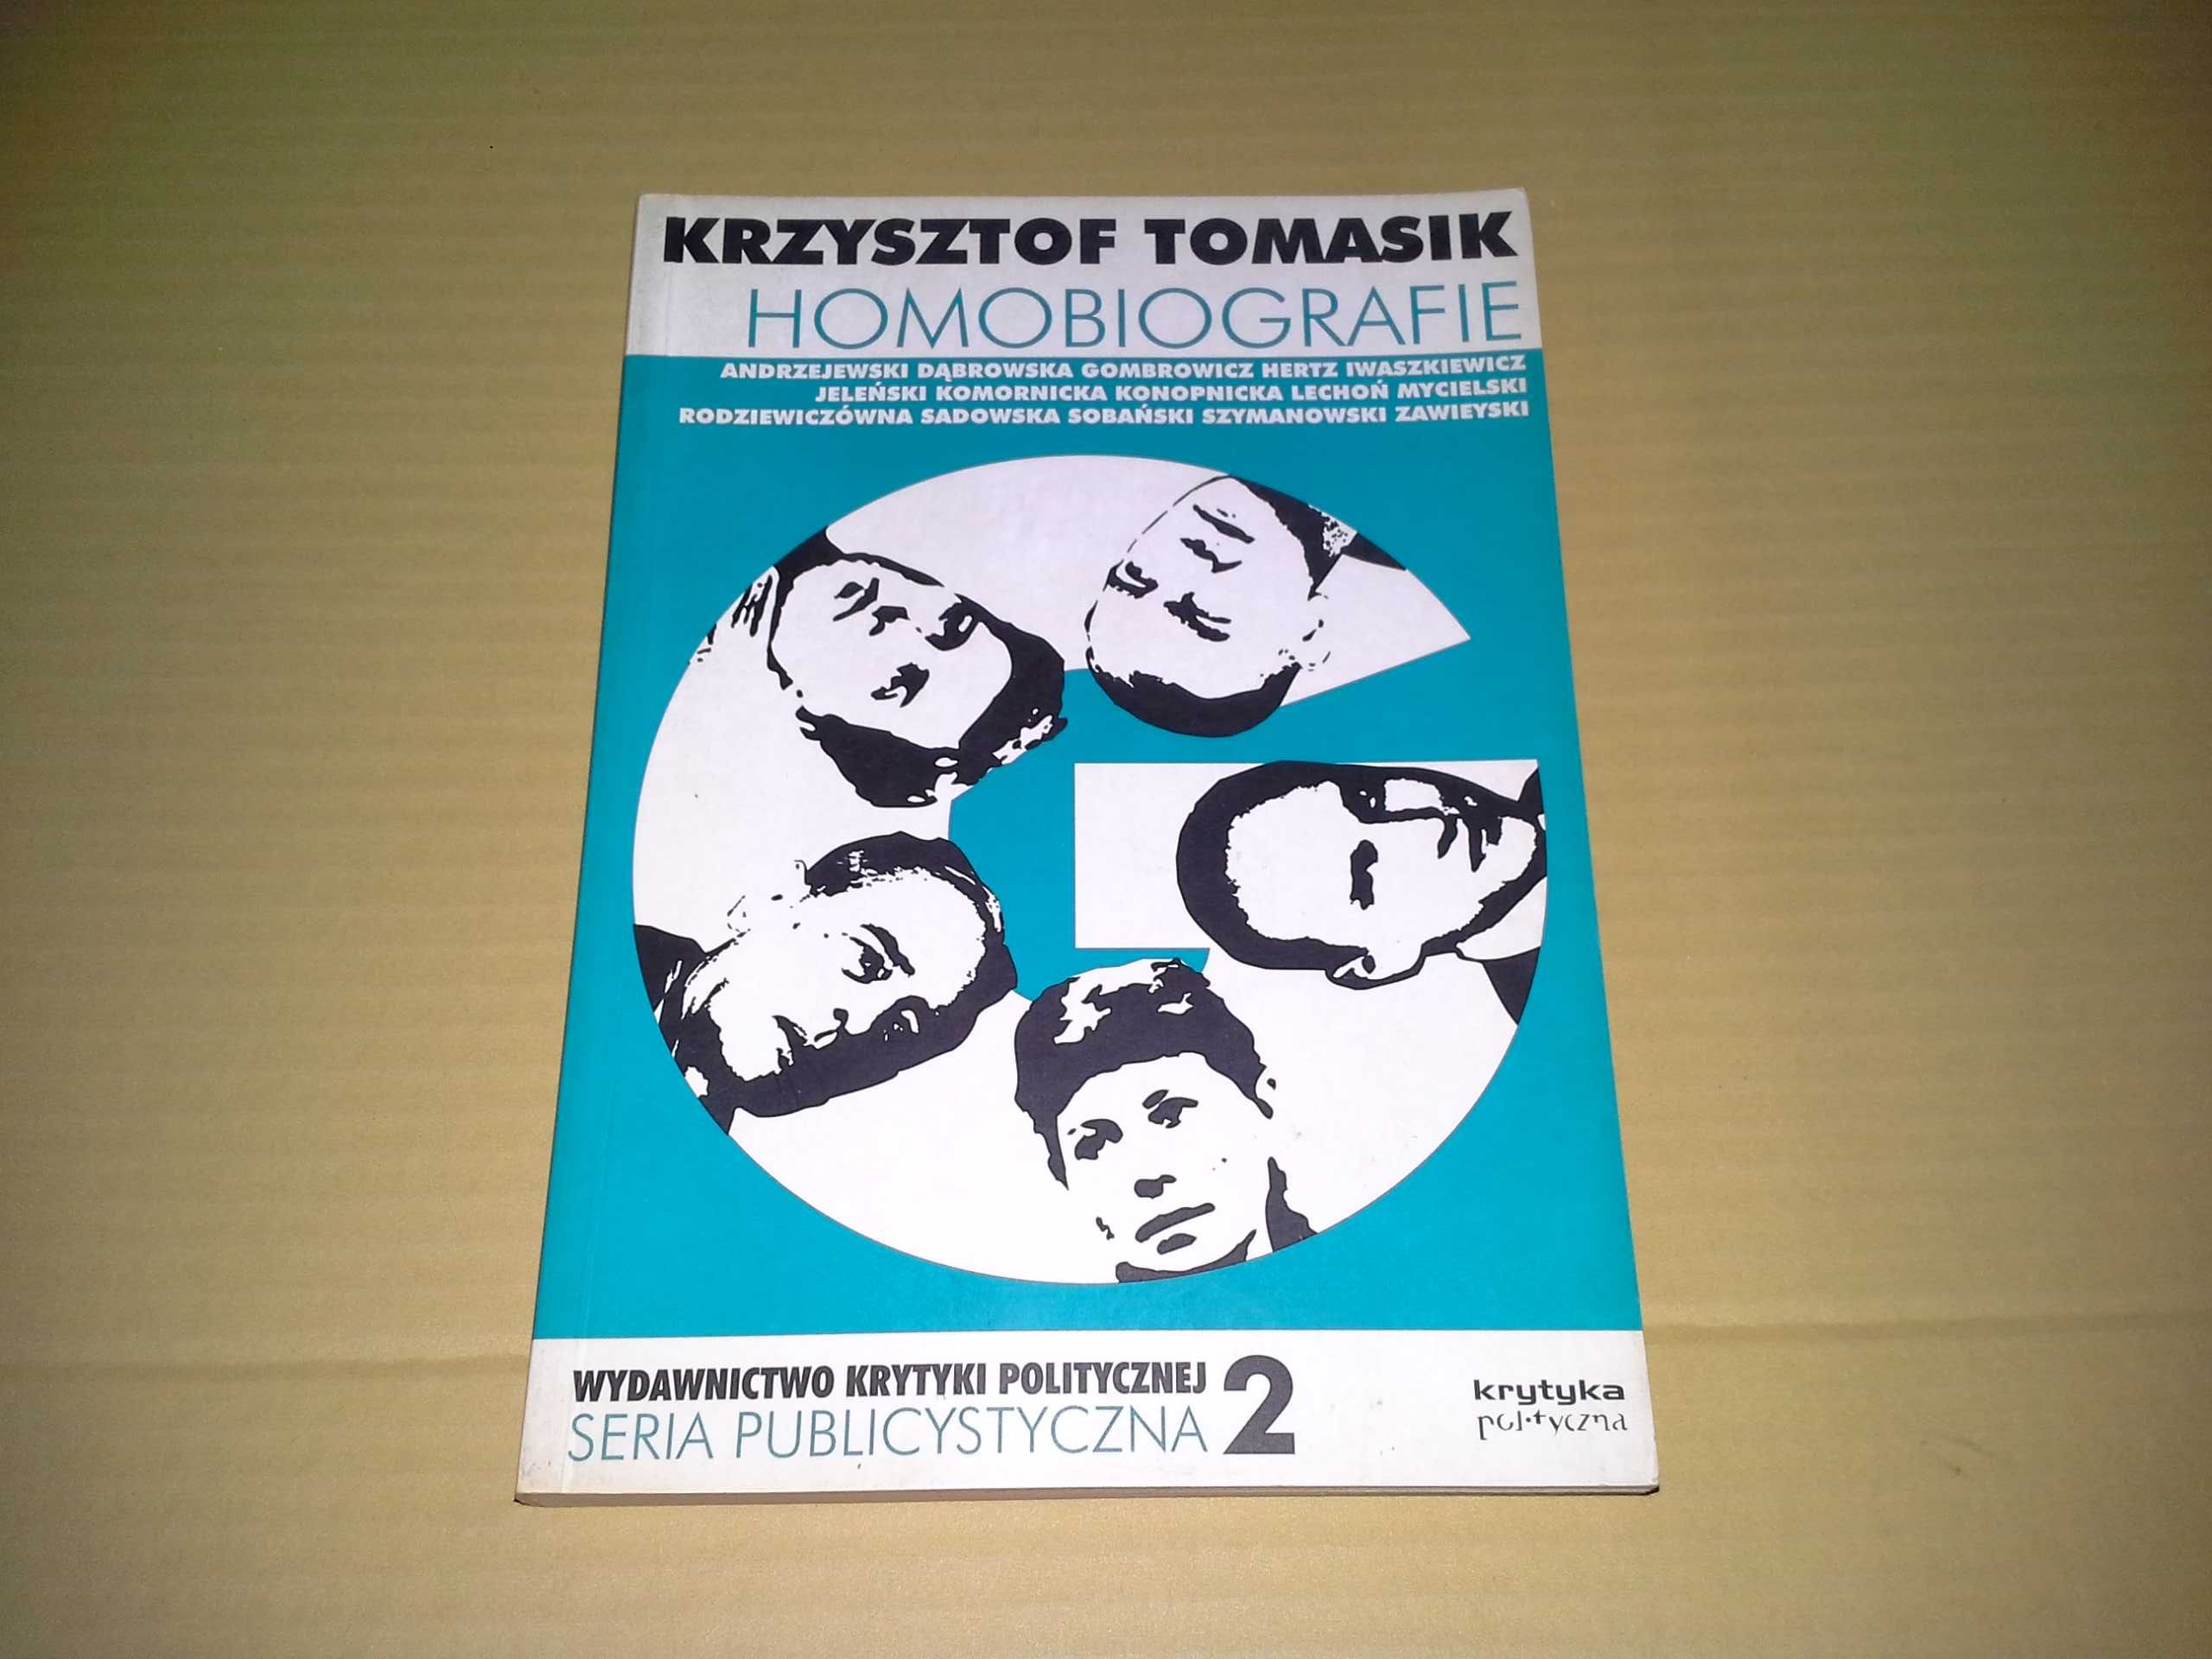 KRZYSZTOF TOMASIK
HOMOBIOGRAFIE
ANDRZEJEWSKI DĄBROWSKA GOMBROWICZ HERTZ IWASZKIEWICZ
JELEŃSKI KOMORNICKA KONOPNICKA LECHOŃ MYCIELSKI
RODZIEWICZÓWNA SADOWSKA SOBAŃSKI SZYMANOWSKI ZAWIEYSKI
G
WYDAWNICTWO KRYTYKI POLITYCZNEJ
SERIA PUBLICYSTYCZNA 2
krytyka
polityczna